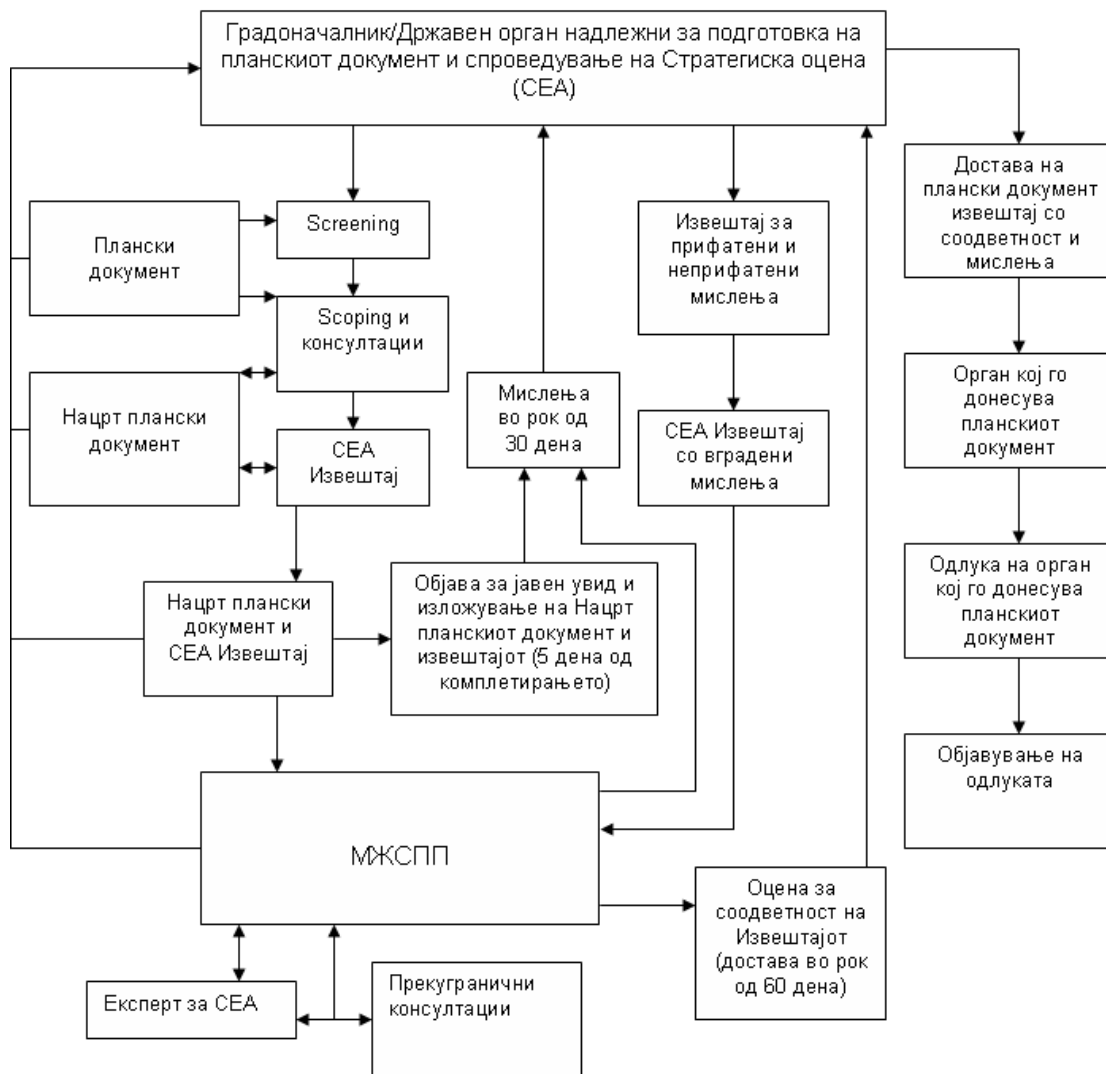 Градоначалник/Државен орган надлежни за подготовка на
планскиот документ и спроведување на Стратегиска оцена
(СЕА)
Плански
документ
Screening
Scoping и
консултации
Нацрт плански
документ
СЕА
Извештај
Нацрт плански
документ и
СЕА Извештај
Објава за јавен увид и
изложување на Нацрт
планскиот документ и
извештајот (5 дена од
комплетирањето)
Мислења
во рок од
30 дена
Извештај за
прифатени и
неприфатени
мислења
СЕА Извештај
со вградени
мислења
Достава на
плански документ
извештај со
соодветност и
мислења
Орган кој го
донесува
планскиот
документ
Одлука на орган
кој го донесува
планскиот
документ
Објавување на
одлуката
МЖСПП
Оцена за
соодветност на
Извештајот
(достава во рок
од 60 дена)
Експерт за СЕА
Прекугранични
консултации